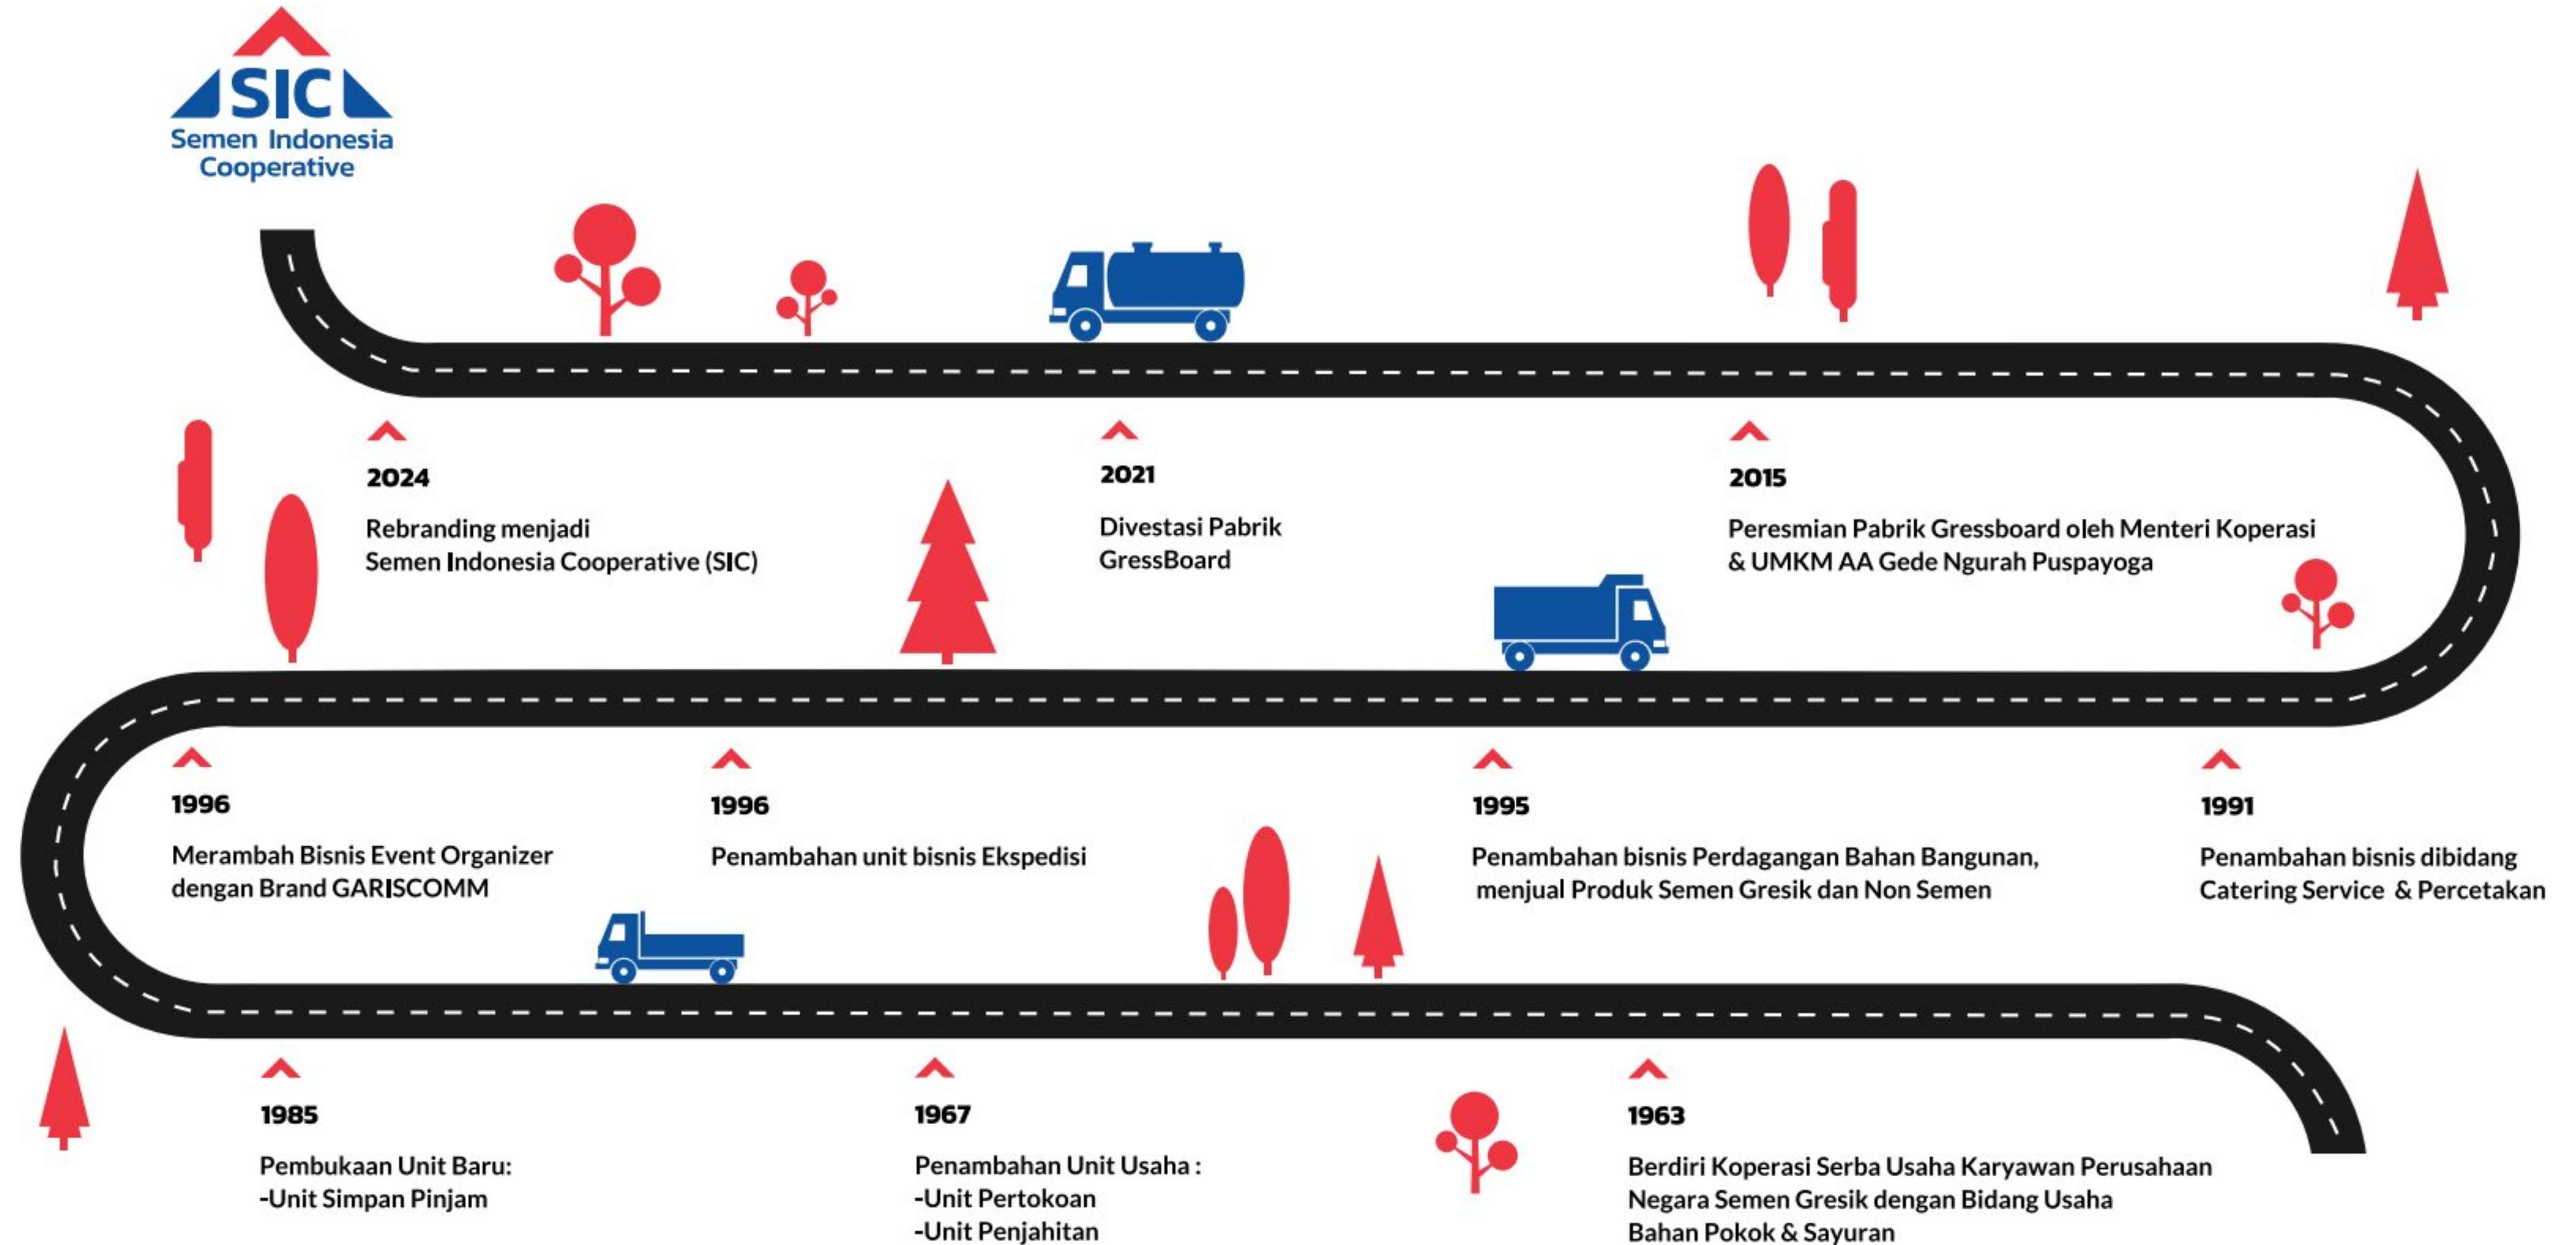 SIC
Semen Indonesia
Cooperative
2024
Rebranding menjadi
Semen Indonesia Cooperative (SIC)
2021
Divestasi Pabrik
GressBoard
2015
Peresmian Pabrik Gressboard oleh Menteri Koperasi
& UMKM AA Gede Ngurah Puspayoga
1996
Merambah Bisnis Event Organizer
dengan Brand GARISCOMM
1996
Penambahan unit bisnis Ekspedisi
1995
Penambahan bisnis Perdagangan Bahan Bangunan,
menjual Produk Semen Gresik dan Non Semen
1991
Penambahan bisnis dibidang
Catering Service & Percetakan
1985
Pembukaan Unit Baru:
-Unit Simpan Pinjam
1967
Penambahan Unit Usaha :
-Unit Pertokoan
-Unit Penjahitan
1963
Berdiri Koperasi Serba Usaha Karyawan Perusahaan
Negara Semen Gresik dengan Bidang Usaha
Bahan Pokok & Sayuran